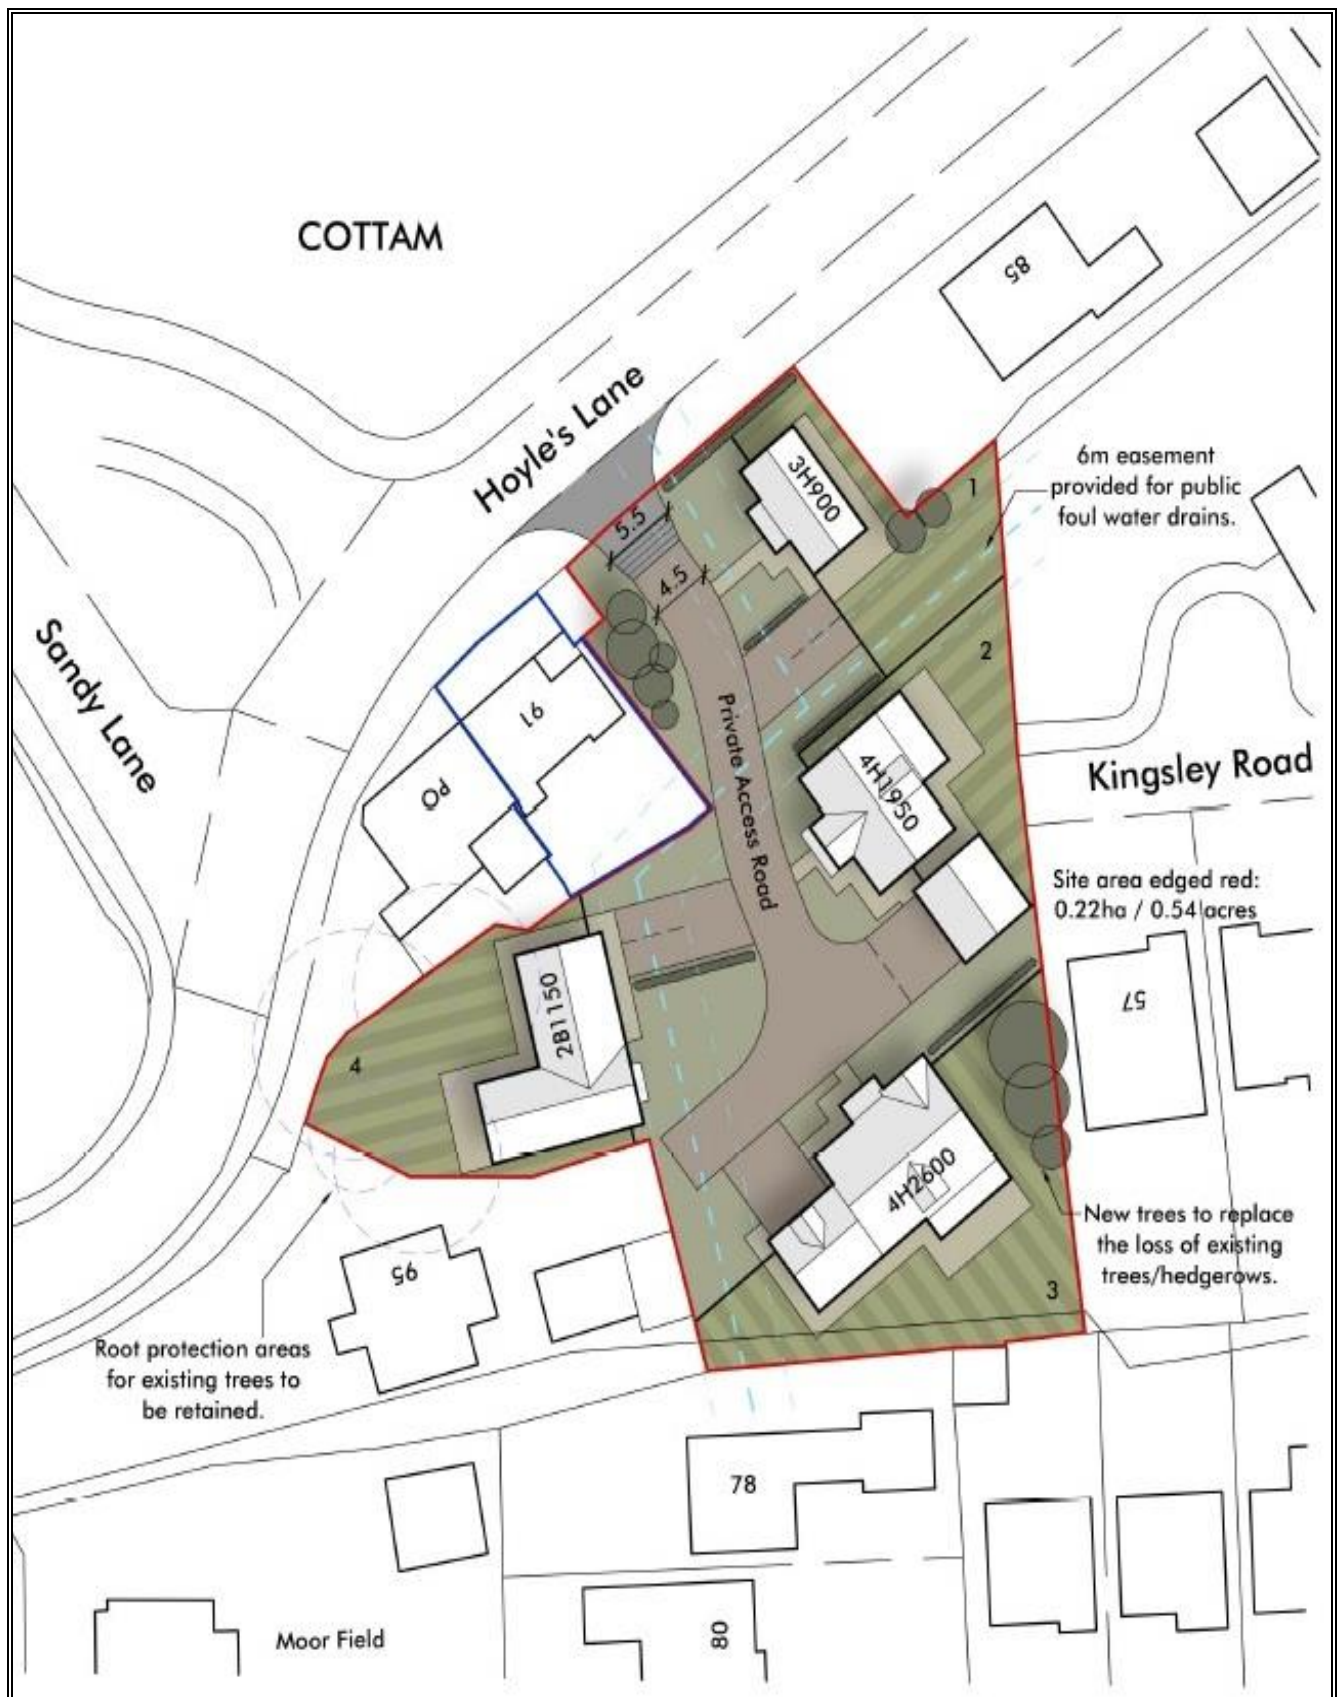 COTTAM
85
Hoyle's Lane
6m easement
provided for public
foul water drains.
1
3H900
5.5
4.5
2
Sandy Lane
91
PO
Private Access Road
4H1950
Kingsley Road
Site area edged red:
0.22ha / 0.54 acres
57
2B1150
4
4H2600
New trees to replace
the loss of existing
trees/hedgerows.
3
95
Root protection areas
for existing trees to
be retained.
78
Moor Field
80